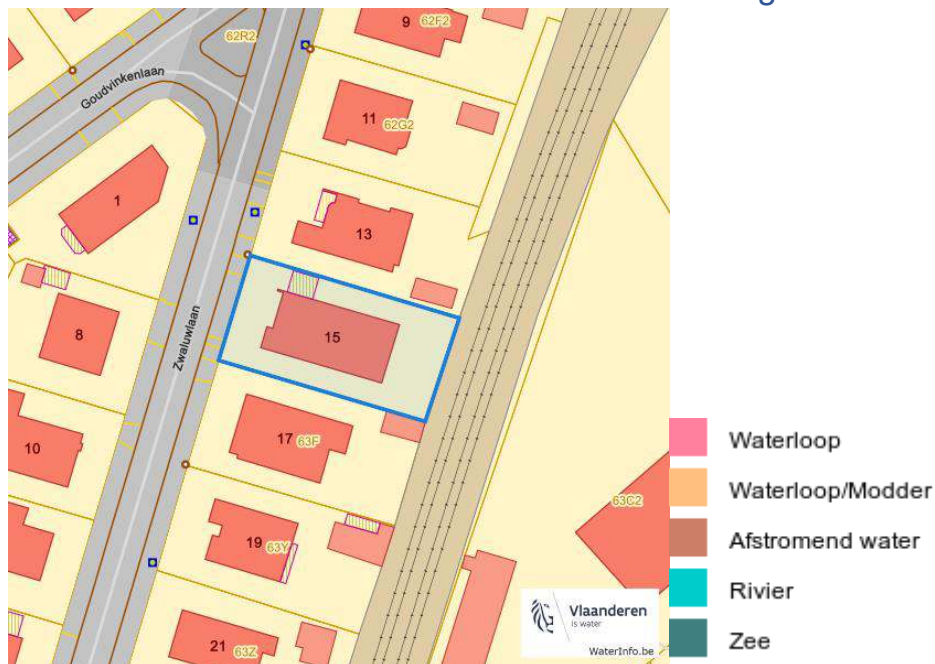 9 62F2
62R2
Goudvinkenlaan
11 62G2
1
13
Zwaluwlaan
15
8
17 63F
10
63C2
19 63Y
21 63Z
Vlaanderen
is water
WaterInfo.be
Waterloop
Waterloop/Modder
Afstromend water
Rivier
Zee